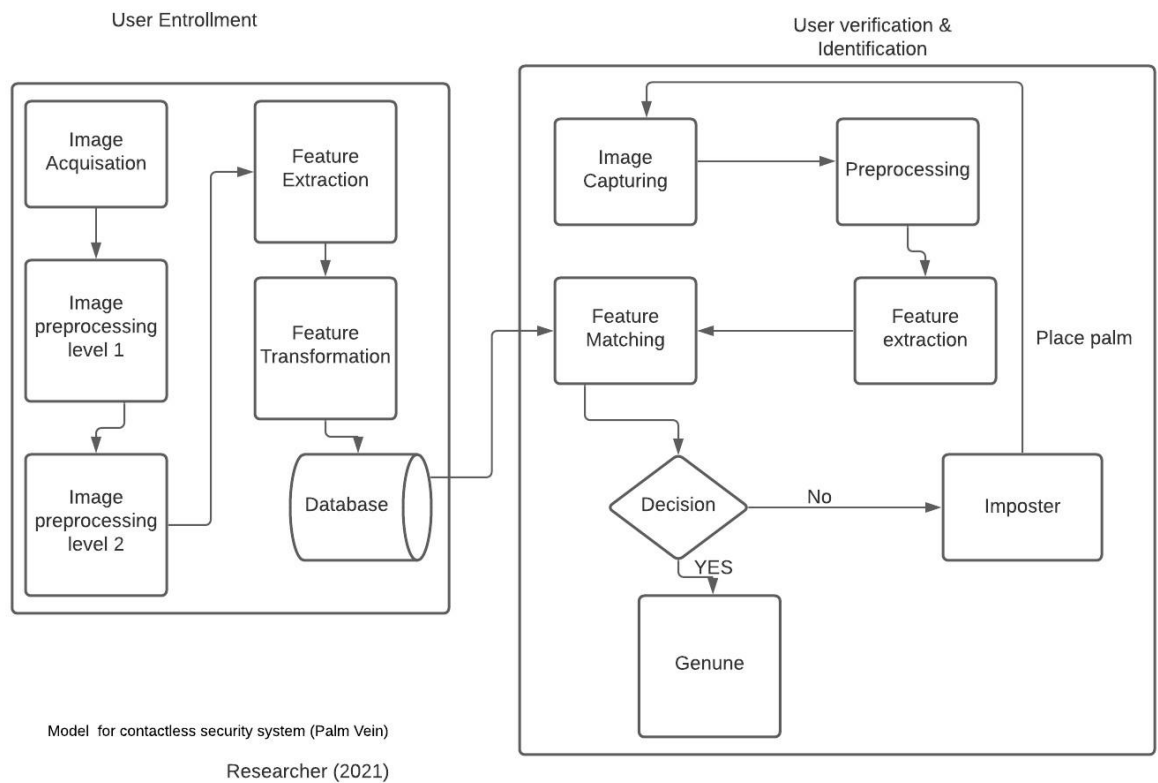 User Entrollment
Image
Acquisation
Image
preprocessing
level 1
Image
preprocessing
level 2
Feature
Extraction
Feature
Transformation
Database
User verification &
Identification
Image
Capturing
Preprocessing
Feature
Matching
Feature
extraction
Place palm
Decision
No
Imposter
YES
Genune
Model for contactless security system (Palm Vein)
Researcher (2021)